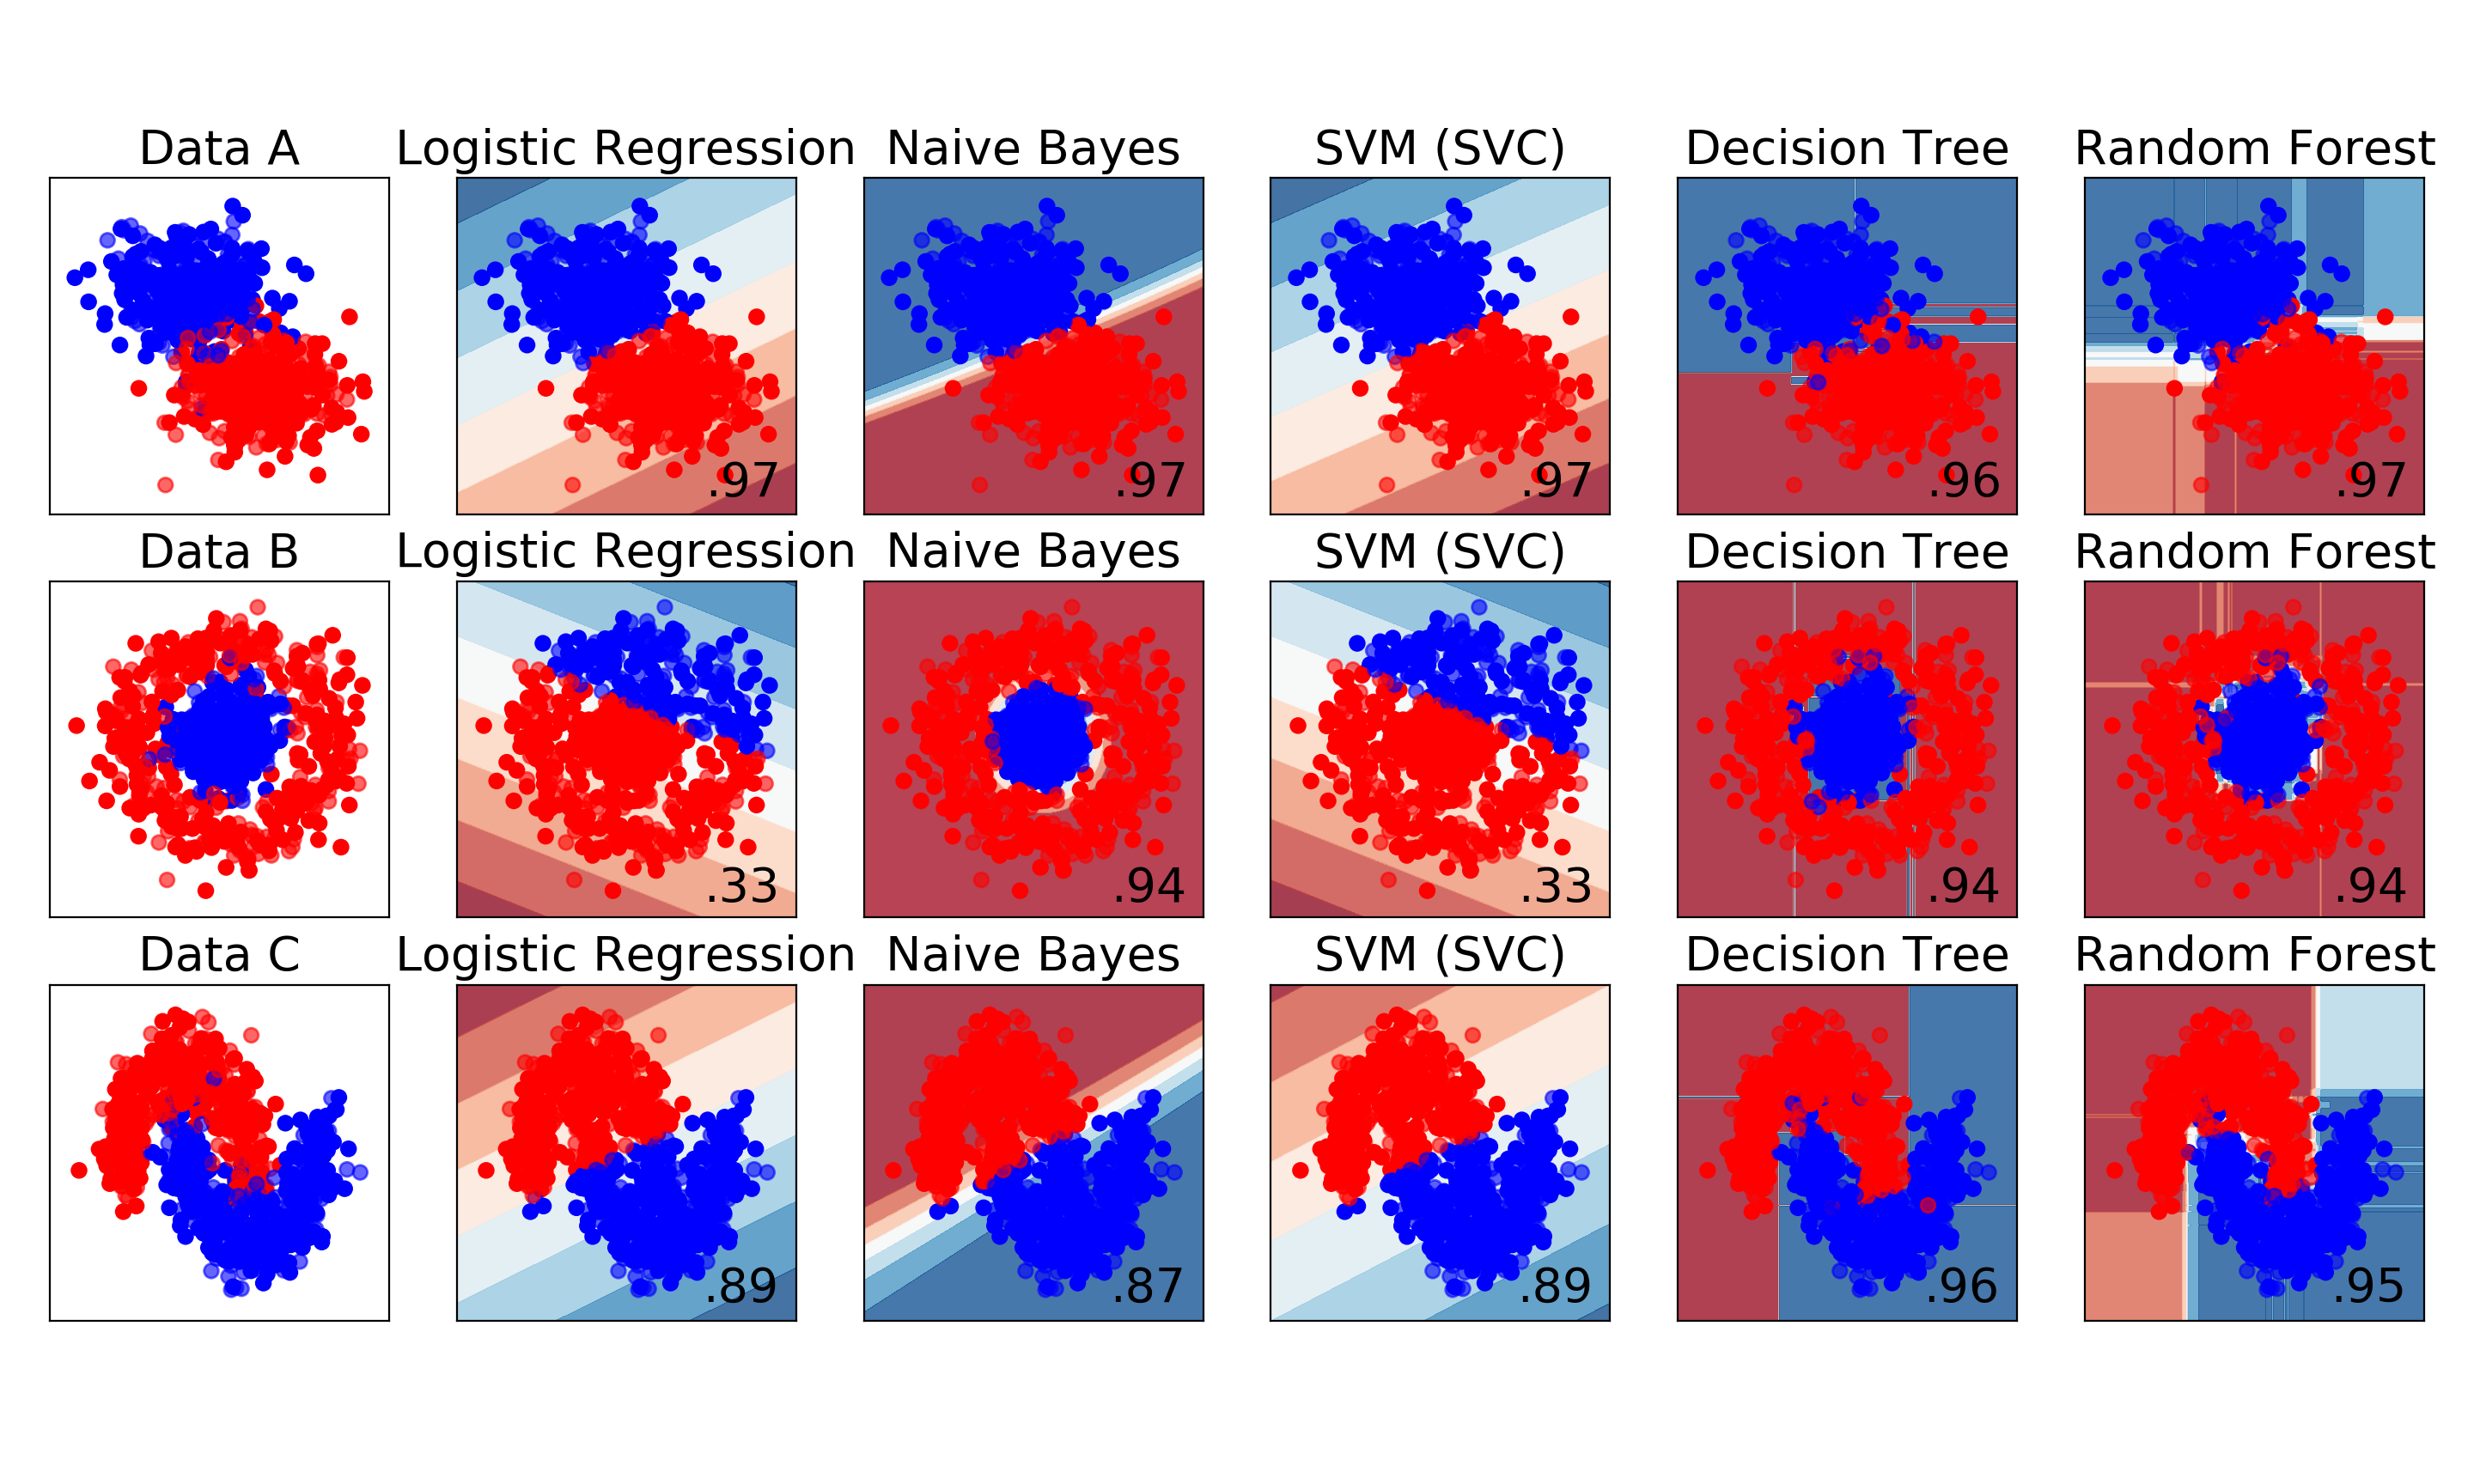 Data A
Logistic Regression
Naive Bayes
SVM (SVC)
Decision Tree
Random Forest
.97
.97
.97
.96
.97
Data B
Logistic Regression
Naive Bayes
SVM (SVC)
Decision Tree
Random Forest
.33
.94
.33
.94
.94
Data C
Logistic Regression
Naive Bayes
SVM (SVC)
Decision Tree
Random Forest
.89
.87
.89
.96
.95